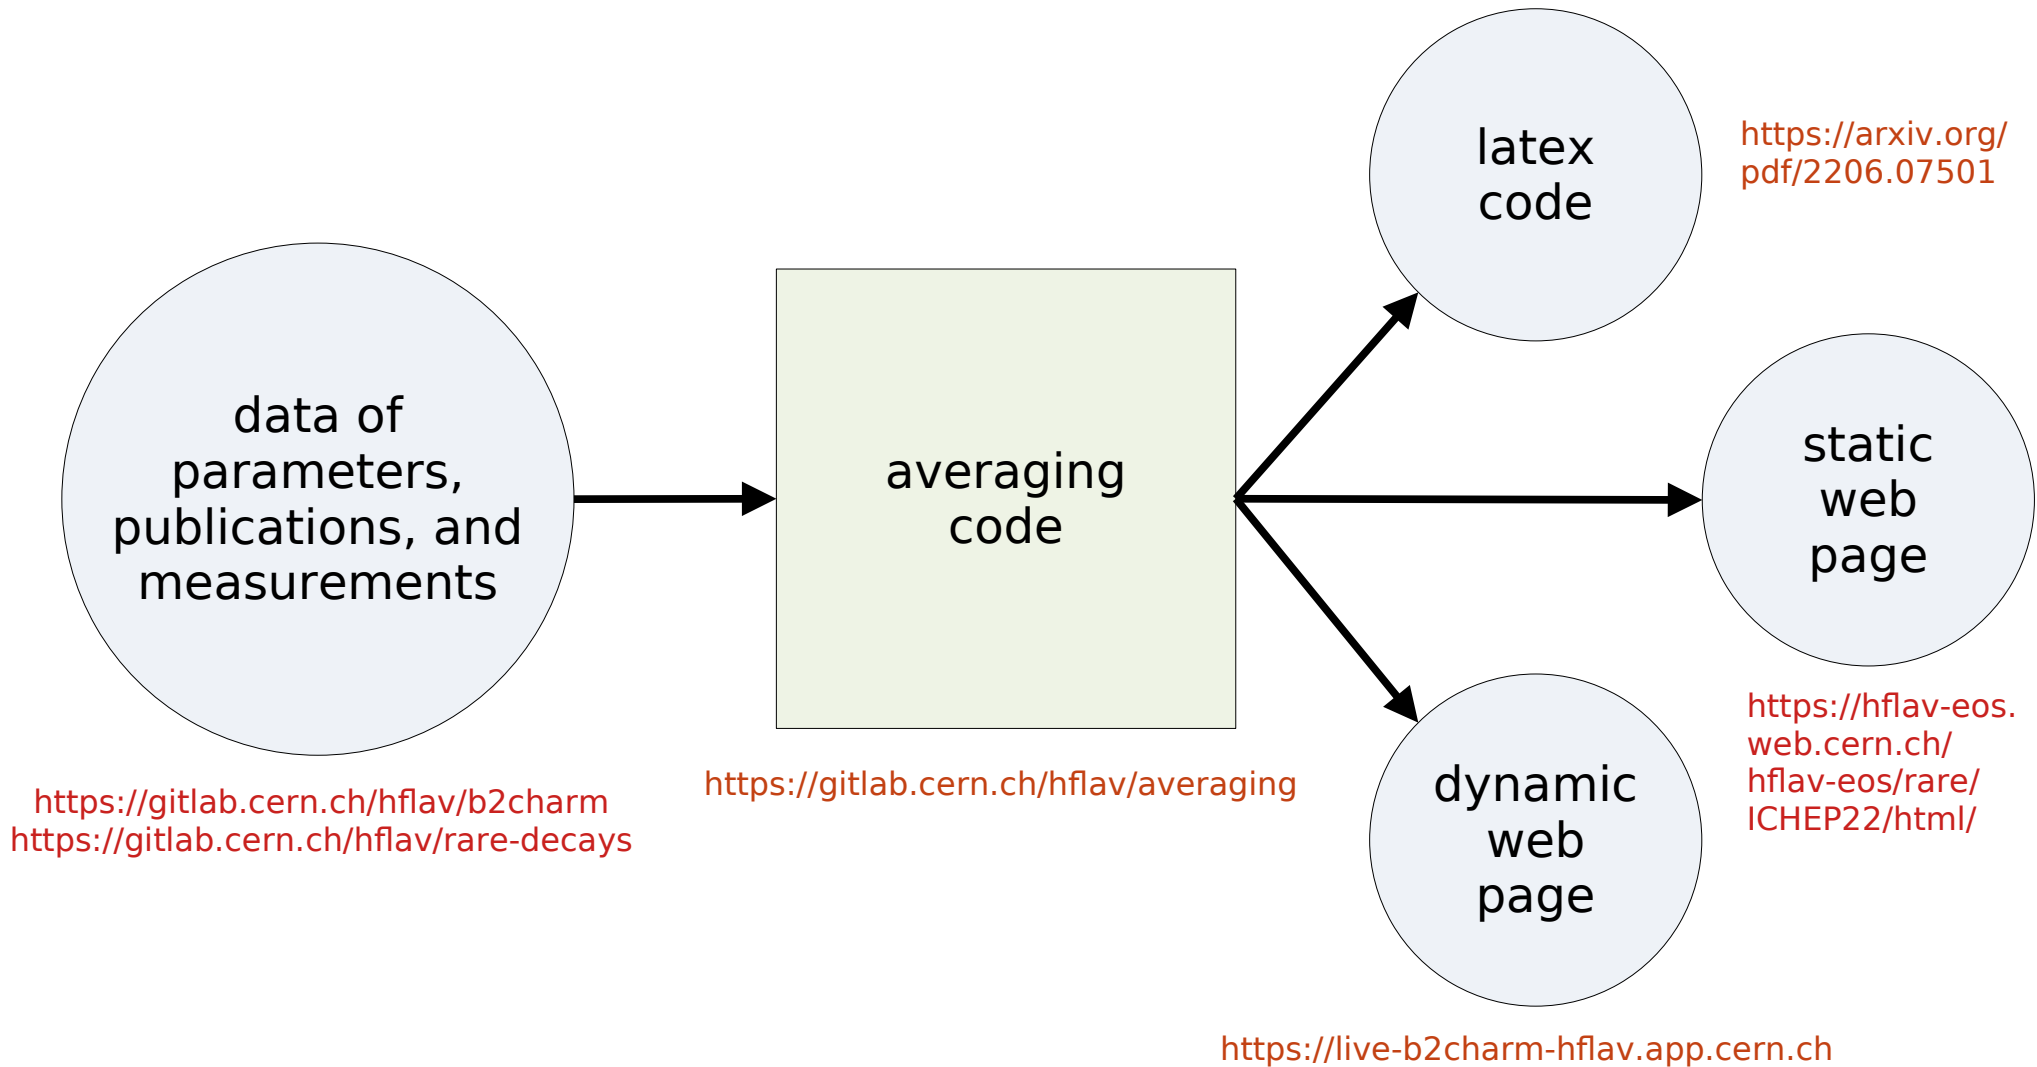 data of
parameters,
publications, and
measurements
https://gitlab.cern.ch/hflav/b2charm
https://gitlab.cern.ch/hflav/rare-decays
averaging
code
https://gitlab.cern.ch/hflav/averaging
latex
code
https://arxiv.org/
pdf/2206.07501
static
web
page
https://hflav-eos.
web.cern.ch/
hflav-eos/rare/
ICHEP22/html/
dynamic
web
page
https://live-b2charm-hflav.app.cern.ch